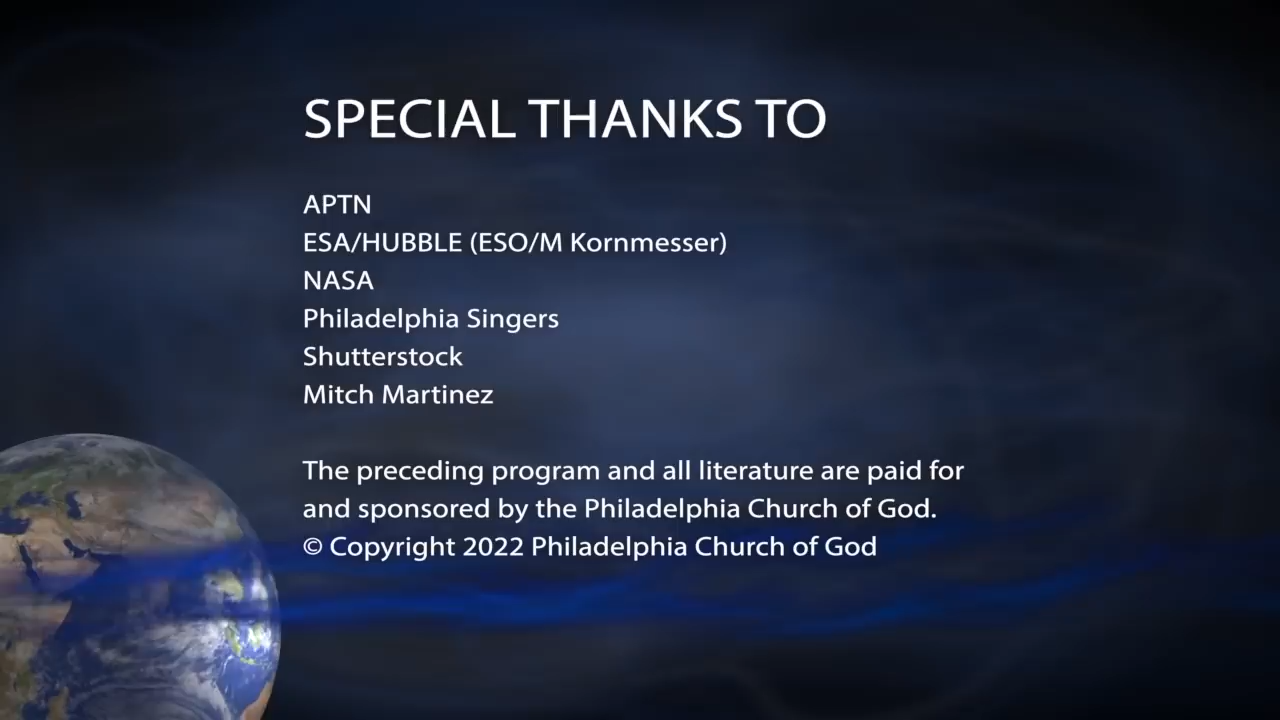 SPECIAL THANKS TO
APTN
ESA/HUBBLE (ESO/M Kornmesser)
NASA
Philadelphia Singers
Shutterstock
Mitch Martinez
The preceding program and all literature are paid for
and sponsored by the Philadelphia Church of God.
© Copyright 2022 Philadelphia Church of God